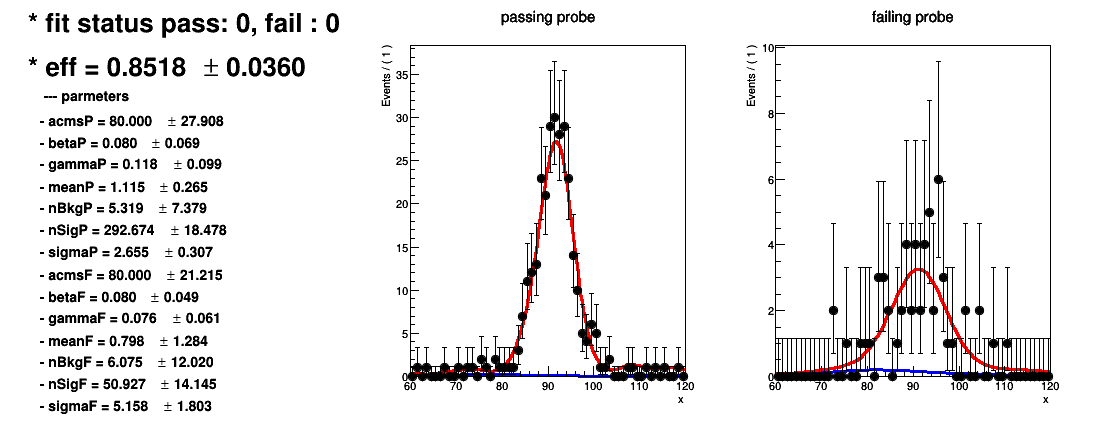 * fit status pass: 0, fail : 0
* eff = 0.8518 ± 0.0360
--- parmeters
- acmsP = 80.000 ± 27.908
- betaP = 0.080 ± 0.069
- gammaP = 0.118 ± 0.099
- meanP = 1.115 ± 0.265
- nBkgP = 5.319 ± 7.379
- nSigP = 292.674 ± 18.478
- sigmaP = 2.655 ± 0.307
- acmsF = 80.000 ± 21.215
- betaF = 0.080 ± 0.049
- gammaF = 0.076 ± 0.061
- meanF = 0.798 ± 1.284
- nBkgF = 6.075 ± 12.020
- nSigF = 50.927 ± 14.145
- sigmaF = 5.158 ± 1.803
passing probe
Events / ( 1 )
35
30
25
20
15
10
5
0
60 70 80 90 100 110 120
x
failing probe
Events / ( 1 )
10
8
6
4
2
0
60 70 80 90 100 110 120
x